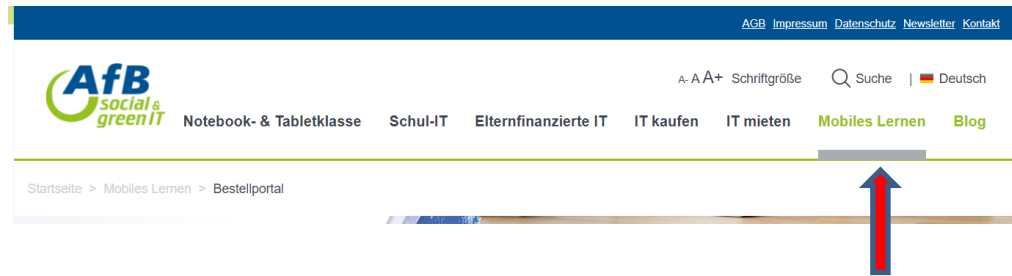 AGB Impressum Datenschutz Newsletter Kontakt
A- A A+ Schriftgröße Suche | Deutsch
AfB
social &
green IT
Notebook- & Tabletklasse Schul-IT Elternfinanzierte IT IT kaufen IT mieten Mobiles Lernen Blog
Startseite > Mobiles Lernen > Bestellportal